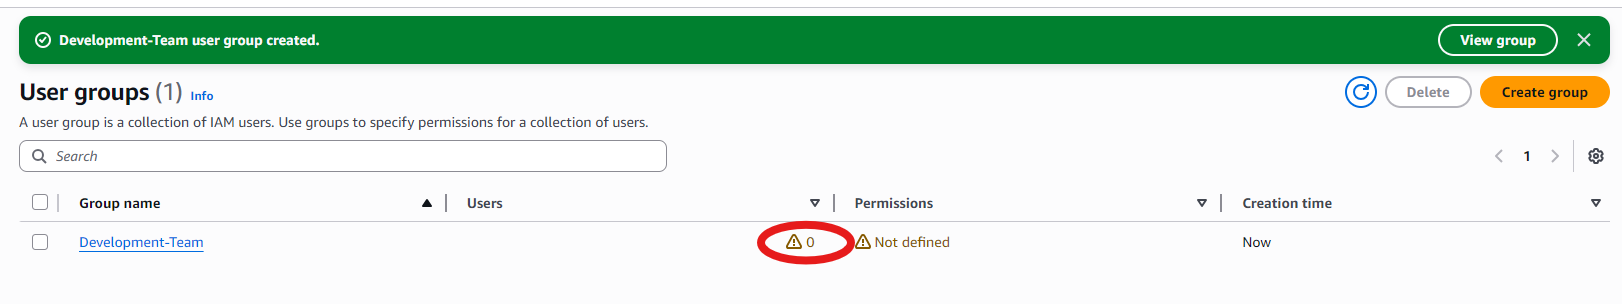 Development-Team user group created.
View group
User groups (1) Info
Delete
Create group
A user group is a collection of IAM users. Use groups to specify permissions for a collection of users.
Search
1
Group name Users Permissions Creation time
Development-Team 0 Not defined Now